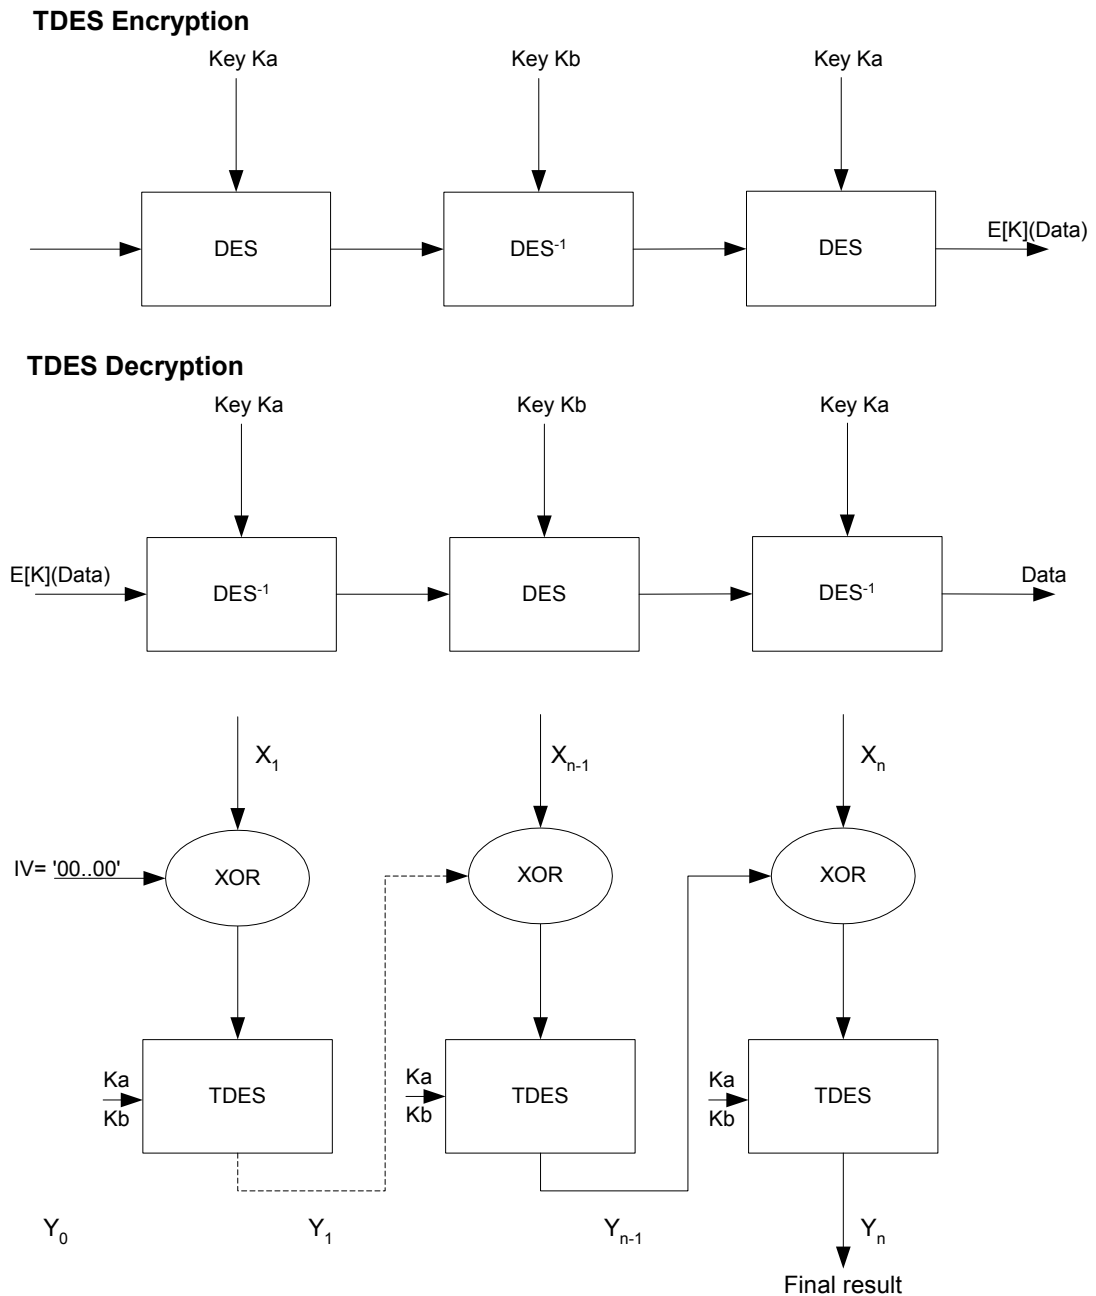 TDES Encryption
Key Ka Key Kb Key Ka
DES DES-1 DES E[K](Data)
TDES Decryption
Key Ka Key Kb Key Ka
E[K](Data) DES-1 DES DES-1 Data
X1 Xn-1 Xn
IV= '00..00' XOR XOR XOR
Ka Ka Ka
TDES TDES TDES
Kb Kb Kb
Y0 Y1 Yn-1 Yn
Final result